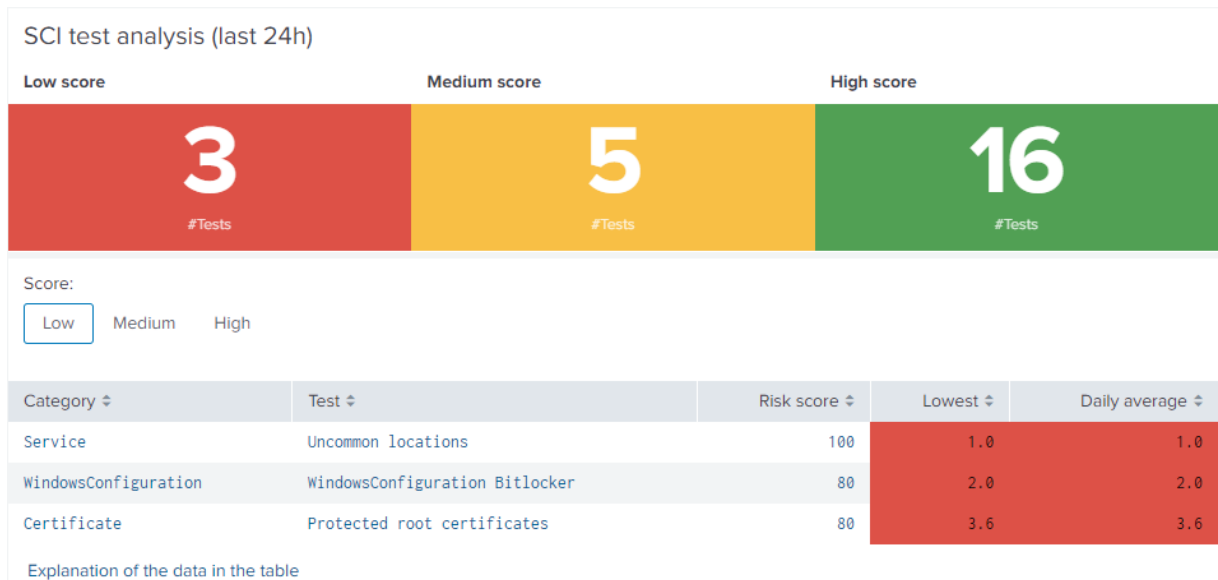 SCI test analysis (last 24h)
Low score Medium score High score
3 5 16
#Tests #Tests #Tests
Score:
Low Medium High
Category Test Risk score Lowest Daily average
Service Uncommon locations 100 1.0 1.0
WindowsConfiguration WindowsConfiguration Bitlocker 80 2.0 2.0
Certificate Protected root certificates 80 3.6 3.6
Explanation of the data in the table